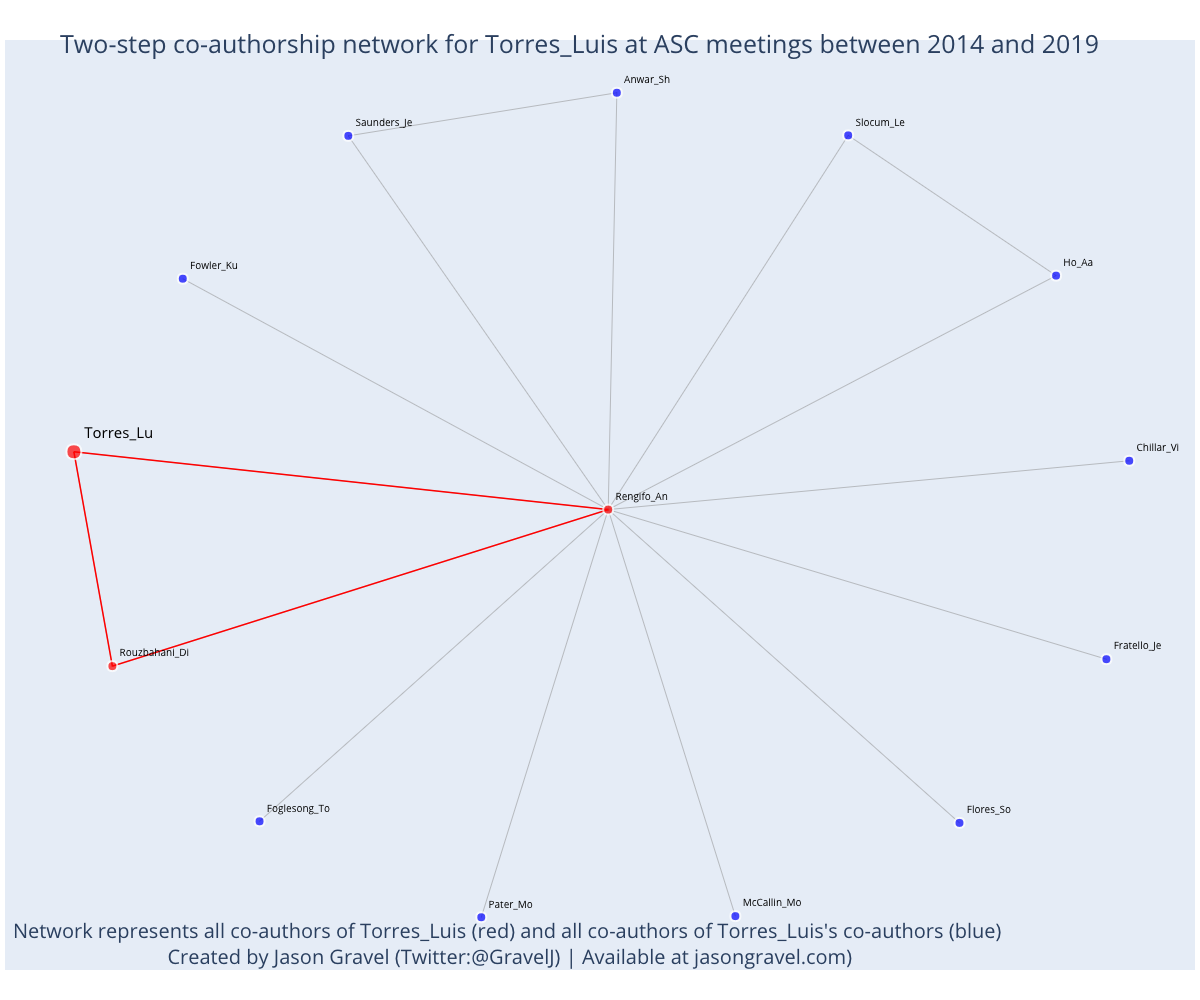 Two-step co-authorship network for Torres_Luis at ASC meetings between 2014 and 2019
Anwar_Sh
Saunders_Je
Slocum_Le
Fowler_Ku
Ho_Aa
Torres_Lu
Chillar_Vi
Rengifo_An
Rouzbahani_Di
Fratello_Je
Foglesong_To
Flores_So
Pater_Mo
McCallin_Mo
Network represents all co-authors of Torres_Luis (red) and all co-authors of Torres_Luis's co-authors (blue)
Created by Jason Gravel (Twitter:@GravelJ) | Available at jasongravel.com)